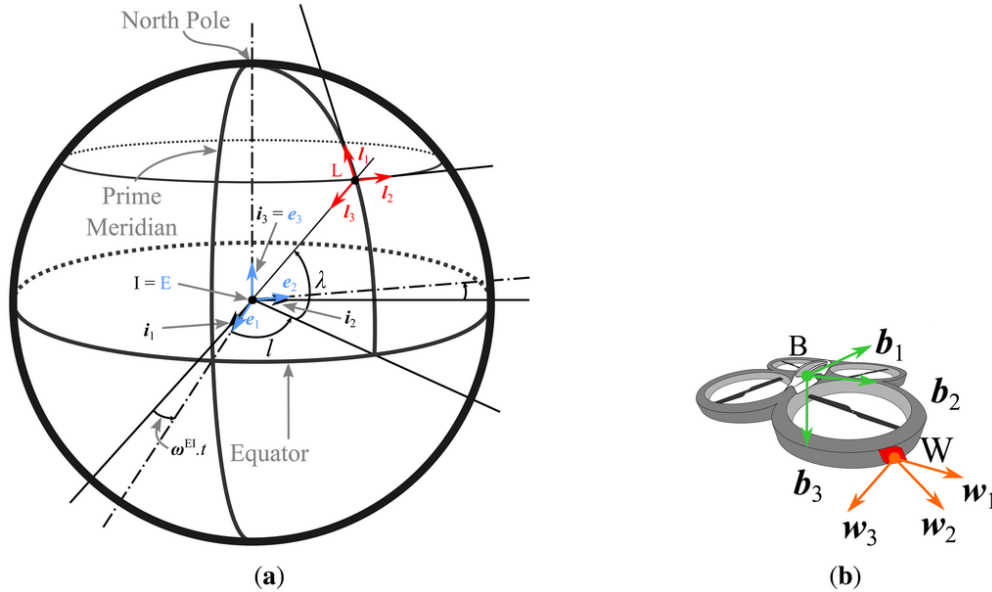 North Pole
l₁
L
l₂
l₃
Prime
Meridian
i₃ = e₃
I = E
e₂
λ
e₁
i₂
i₁
l
ωᴱᴵ.t
Equator
(a)
B
b₁
b₂
b₃
W
w₁
w₂
w₃
(b)